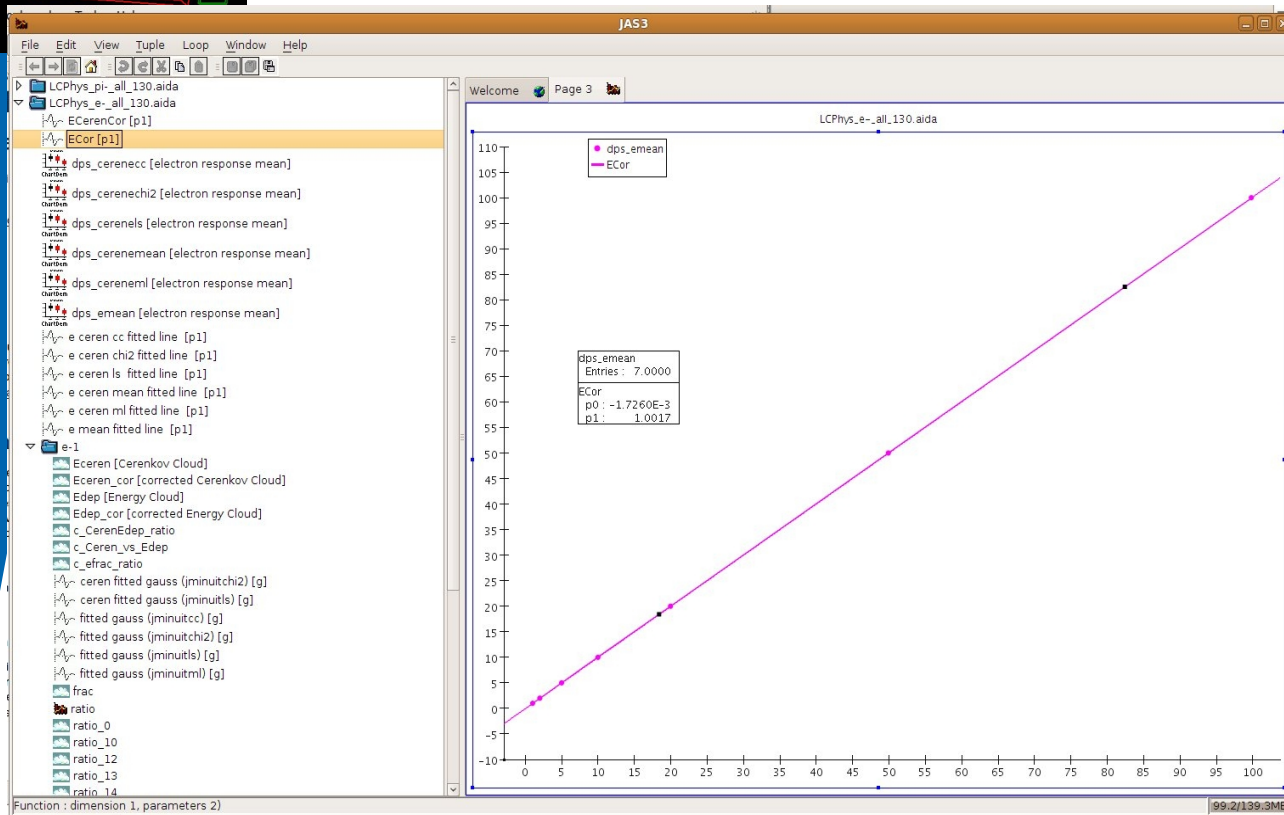 JAS3
File Edit View Tuple Loop Window Help
LCPhys_pi-_all_130.aida
LCPhys_e-_all_130.aida
ECerenCor [p1]
ECor [p1]
dps_cerenecc [electron response mean]
dps_cerenechi2 [electron response mean]
dps_cerenels [electron response mean]
dps_cerenemean [electron response mean]
dps_cereneml [electron response mean]
dps_emean [electron response mean]
e ceren cc fitted line [p1]
e ceren chi2 fitted line [p1]
e ceren ls fitted line [p1]
e ceren mean fitted line [p1]
e ceren ml fitted line [p1]
e mean fitted line [p1]
e-1
Eceren [Cerenkov Cloud]
Eceren_cor [corrected Cerenkov Cloud]
Edep [Energy Cloud]
Edep_cor [corrected Energy Cloud]
c_CerenEdep_ratio
c_Ceren_vs_Edep
c_efrac_ratio
ceren fitted gauss (jminuitchi2) [g]
ceren fitted gauss (jminuitls) [g]
fitted gauss (jminuitcc) [g]
fitted gauss (jminuitchi2) [g]
fitted gauss (jminuitls) [g]
fitted gauss (jminuitml) [g]
frac
ratio
ratio_0
ratio_10
ratio_12
ratio_13
ratio_14
Welcome Page 3
LCPhys_e-_all_130.aida
dps_emean
ECor
110
105
100
95
90
85
80
75
70
65
60
55
50
45
40
35
30
25
20
15
10
5
0
-5
-10
dps_emean
Entries : 7.0000
ECor
p0 : -1.7260E-3
p1 : 1.0017
0 5 10 15 20 25 30 35 40 45 50 55 60 65 70 75 80 85 90 95 100
Function : dimension 1, parameters 2)
99.2/139.3ME